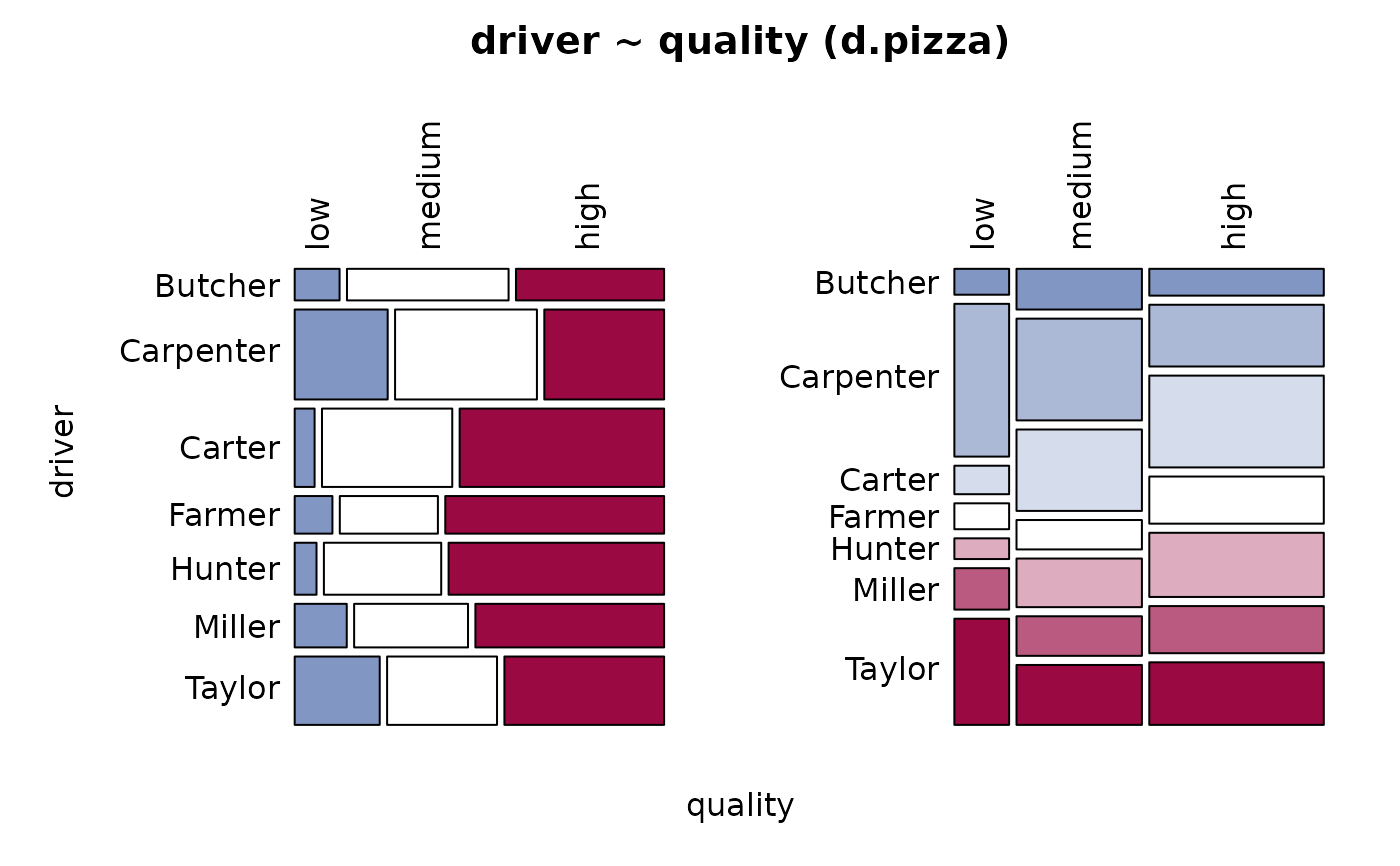 driver ~ quality (d.pizza)
low
medium
high
low
medium
high
driver
Butcher
Carpenter
Carter
Farmer
Hunter
Miller
Taylor
Butcher
Carpenter
Carter
Farmer
Hunter
Miller
Taylor
quality